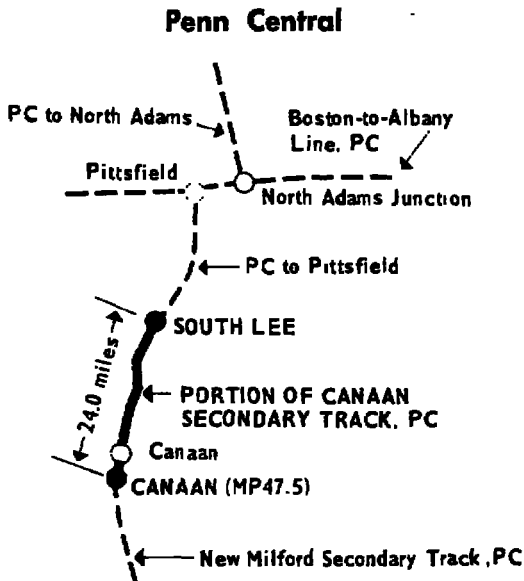 Penn Central
PC to North Adams
Boston-to-Albany
Line, PC
Pittsfield
North Adams Junction
PC to Pittsfield
SOUTH LEE
24.0 miles
PORTION OF CANAAN
SECONDARY TRACK, PC
Canaan
CANAAN (MP47.5)
New Milford Secondary Track, PC